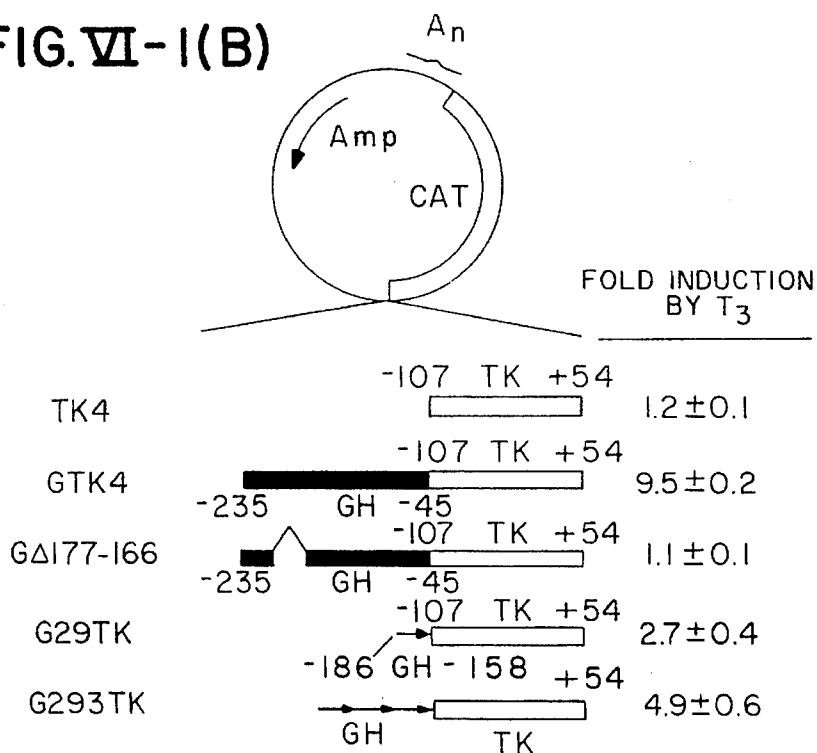 FIG. VI-1(B)
An
Amp
CAT
FOLD INDUCTION
BY T3
-107 TK +54
TK4 1.2±0.1
-107 TK +54
GTK4 9.5±0.2
-235 GH -45
-107 TK +54
GΔ177-166 1.1±0.1
-235 GH -45
-107 TK +54
G29TK 2.7±0.4
-186 GH -158
+54
G293TK 4.9±0.6
GH TK